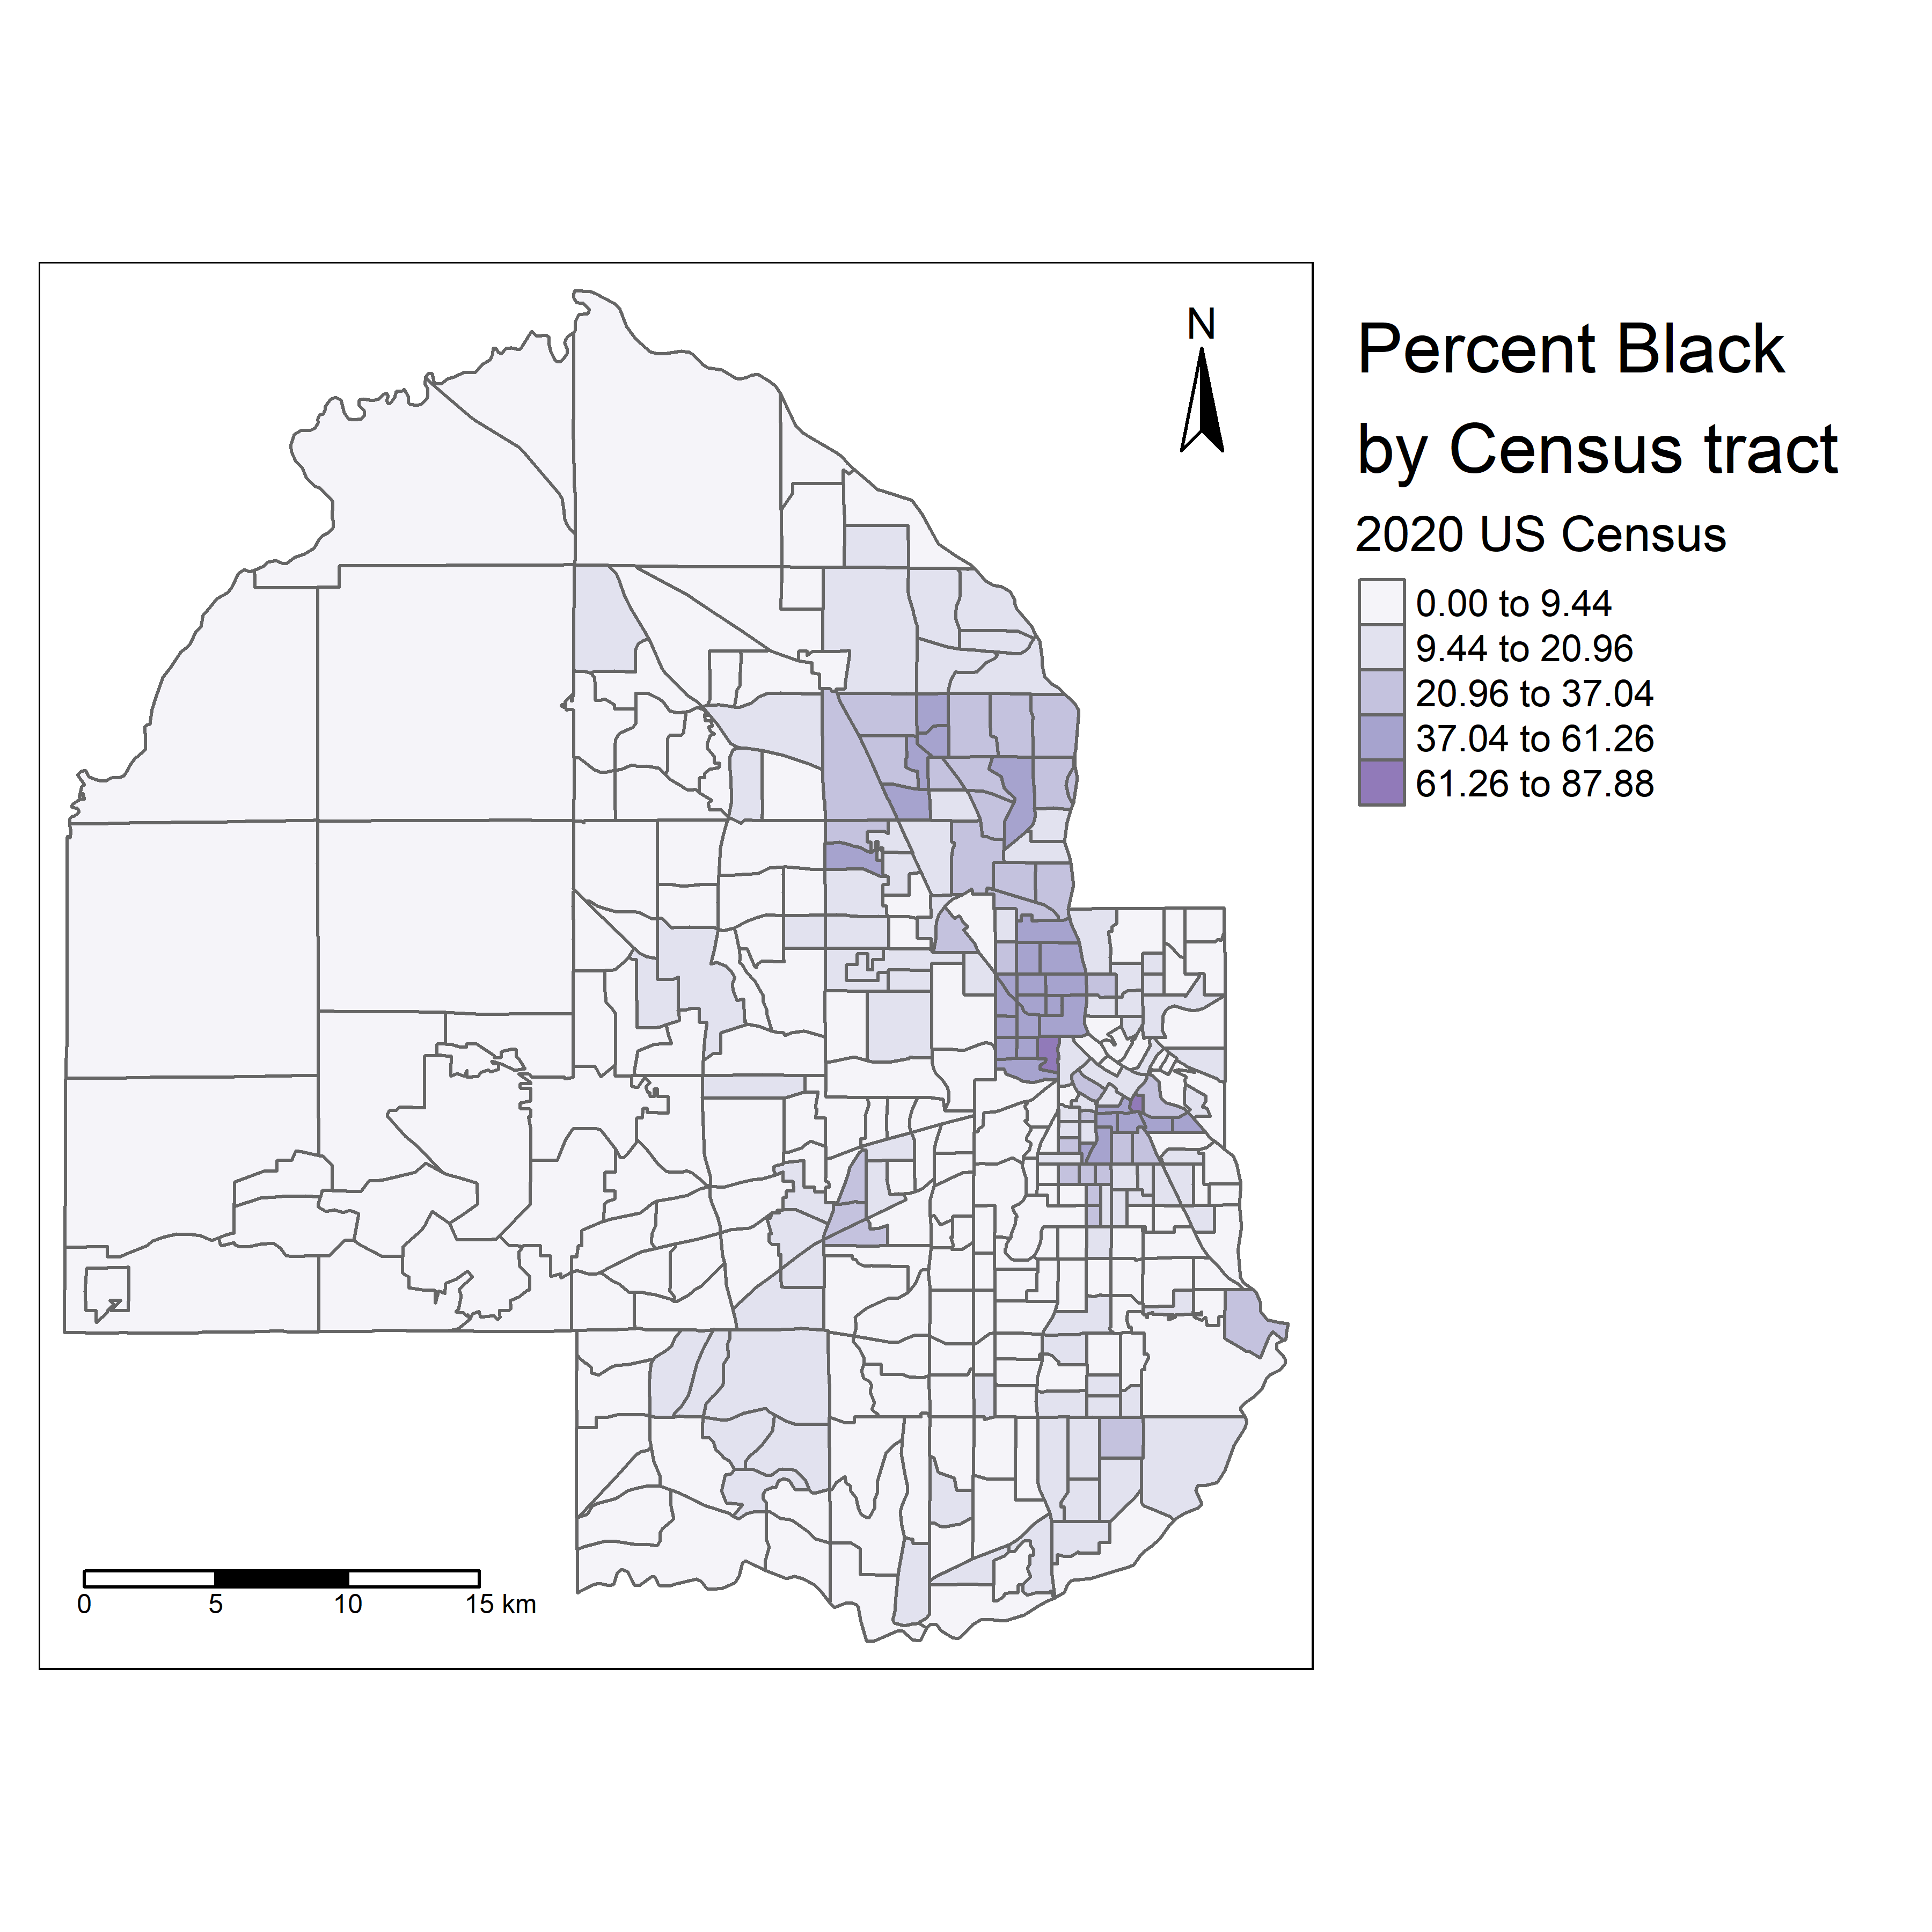 N
Percent Black
by Census tract
2020 US Census
0.00 to 9.44
9.44 to 20.96
20.96 to 37.04
37.04 to 61.26
61.26 to 87.88
0 5 10 15 km